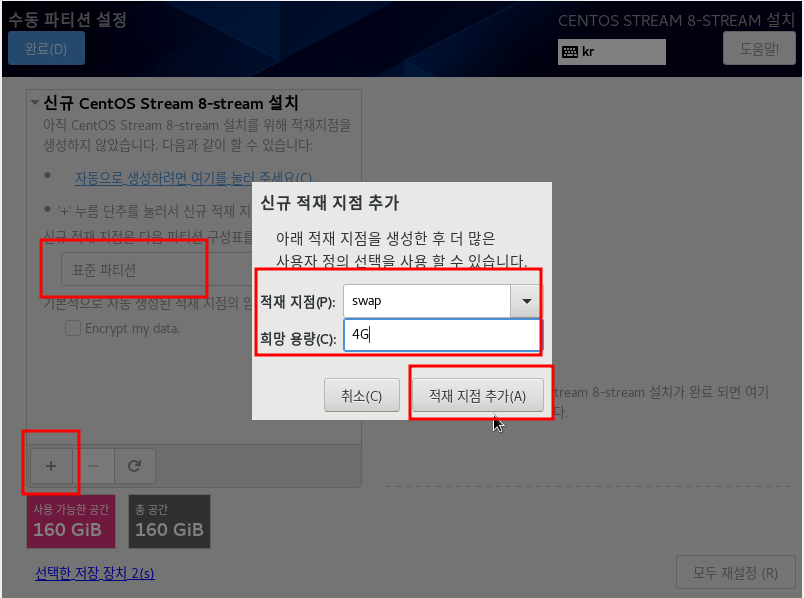 수동 파티션 설정
CENTOS STREAM 8-STREAM 설치
완료(D)
kr
도움말!
신규 CentOS Stream 8-stream 설치
아직 CentOS Stream 8-stream 설치를 위해 적재지점을
생성하지 않았습니다. 다음과 같이 할 수 있습니다:
자동으로 생성하려면 여기를 눌러 주세요(C)
'+' 누름 단추를 눌러서 신규 적재 지
신규 적재 지점은 다음 파티션 구성표를
표준 파티션
기본적으로 자동 생성된 적재 지점의 암
Encrypt my data.
신규 적재 지점 추가
아래 적재 지점을 생성한 후 더 많은
사용자 정의 선택을 사용 할 수 있습니다.
적재 지점(P):
swap
희망 용량(C):
4G
취소(C)
적재 지점 추가(A)
tream 8-stream 설치가 완료 되면 여기
다.
+
−
사용 가능한 공간
160 GiB
총 공간
160 GiB
선택한 저장 장치 2(s)
모두 재설정 (R)